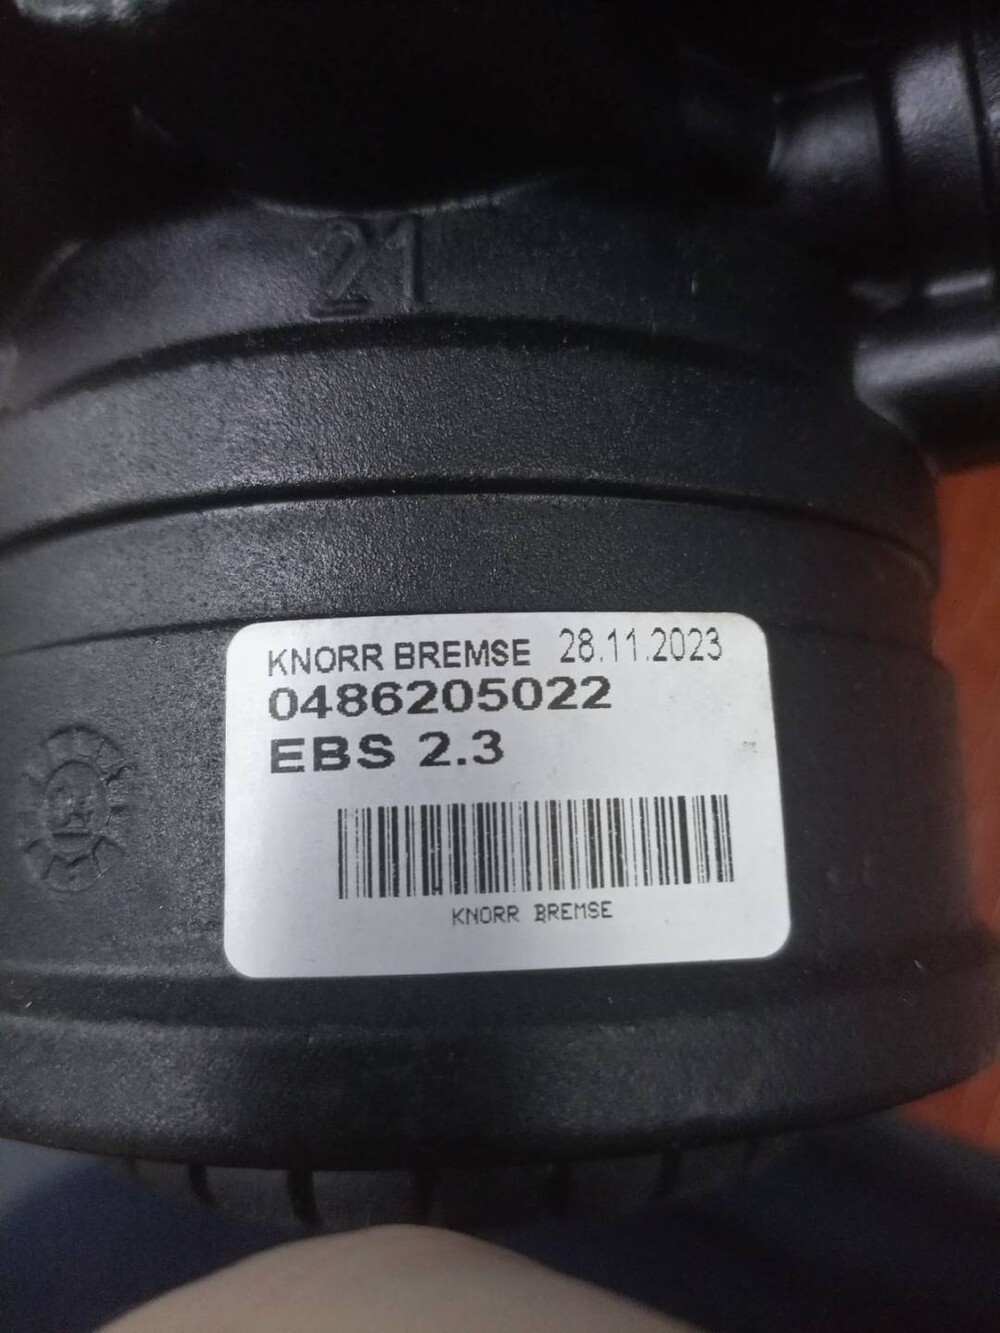 21
KNORR BREMSE 28.11.2023
0486205022
EBS 2.3
KNORR BREMSE